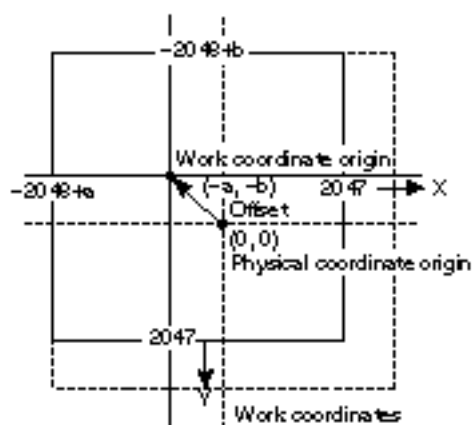 -2048+b
Work coordinate origin
-2048+a
(-a, -b)
2047
X
Offset
(0, 0)
Physical coordinate origin
2047
Y
Work coordinates